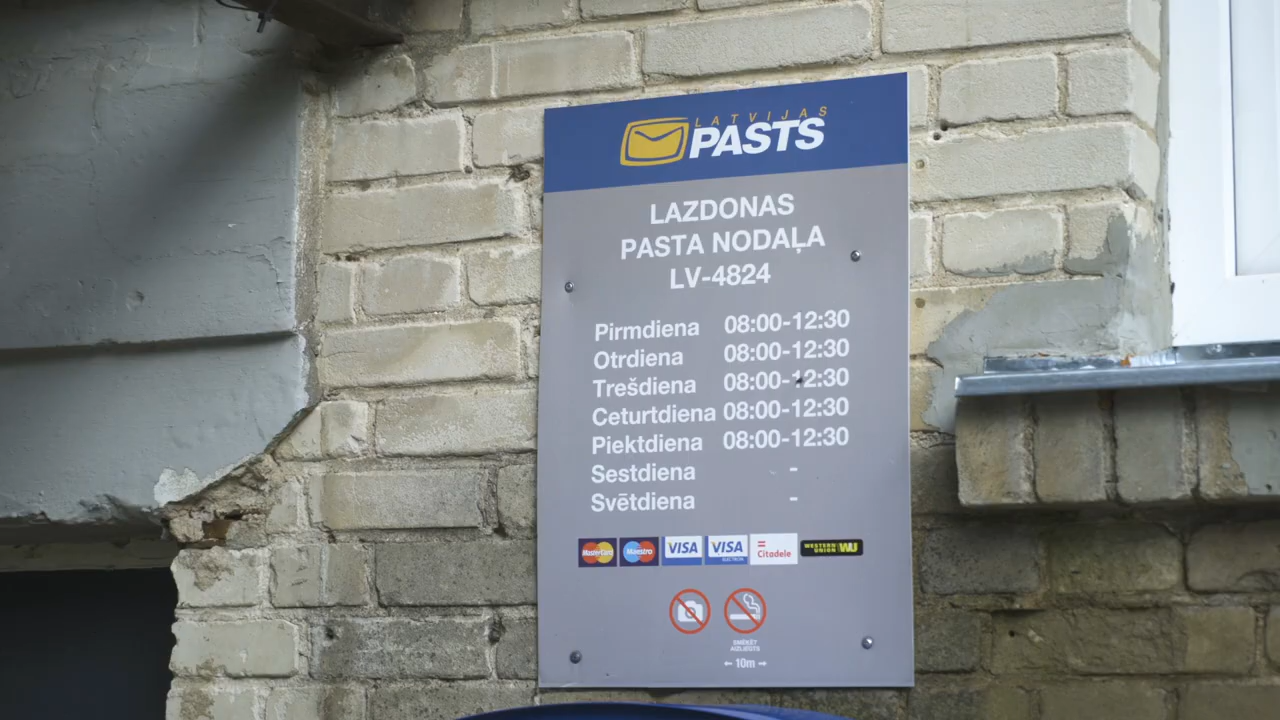 LATVIJAS
PASTS
LAZDONAS
PASTA NODAĻA
LV-4824
Pirmdiena 08:00-12:30
Otrdiena 08:00-12:30
Trešdiena 08:00-12:30
Ceturtdiena 08:00-12:30
Piektdiena 08:00-12:30
Sestdiena -
Svētdiena -
MasterCard Maestro VISA VISA ELECTRON Citadele WESTERN UNION WU
SMĒĶĒT
AIZLIEGTS
←10m→